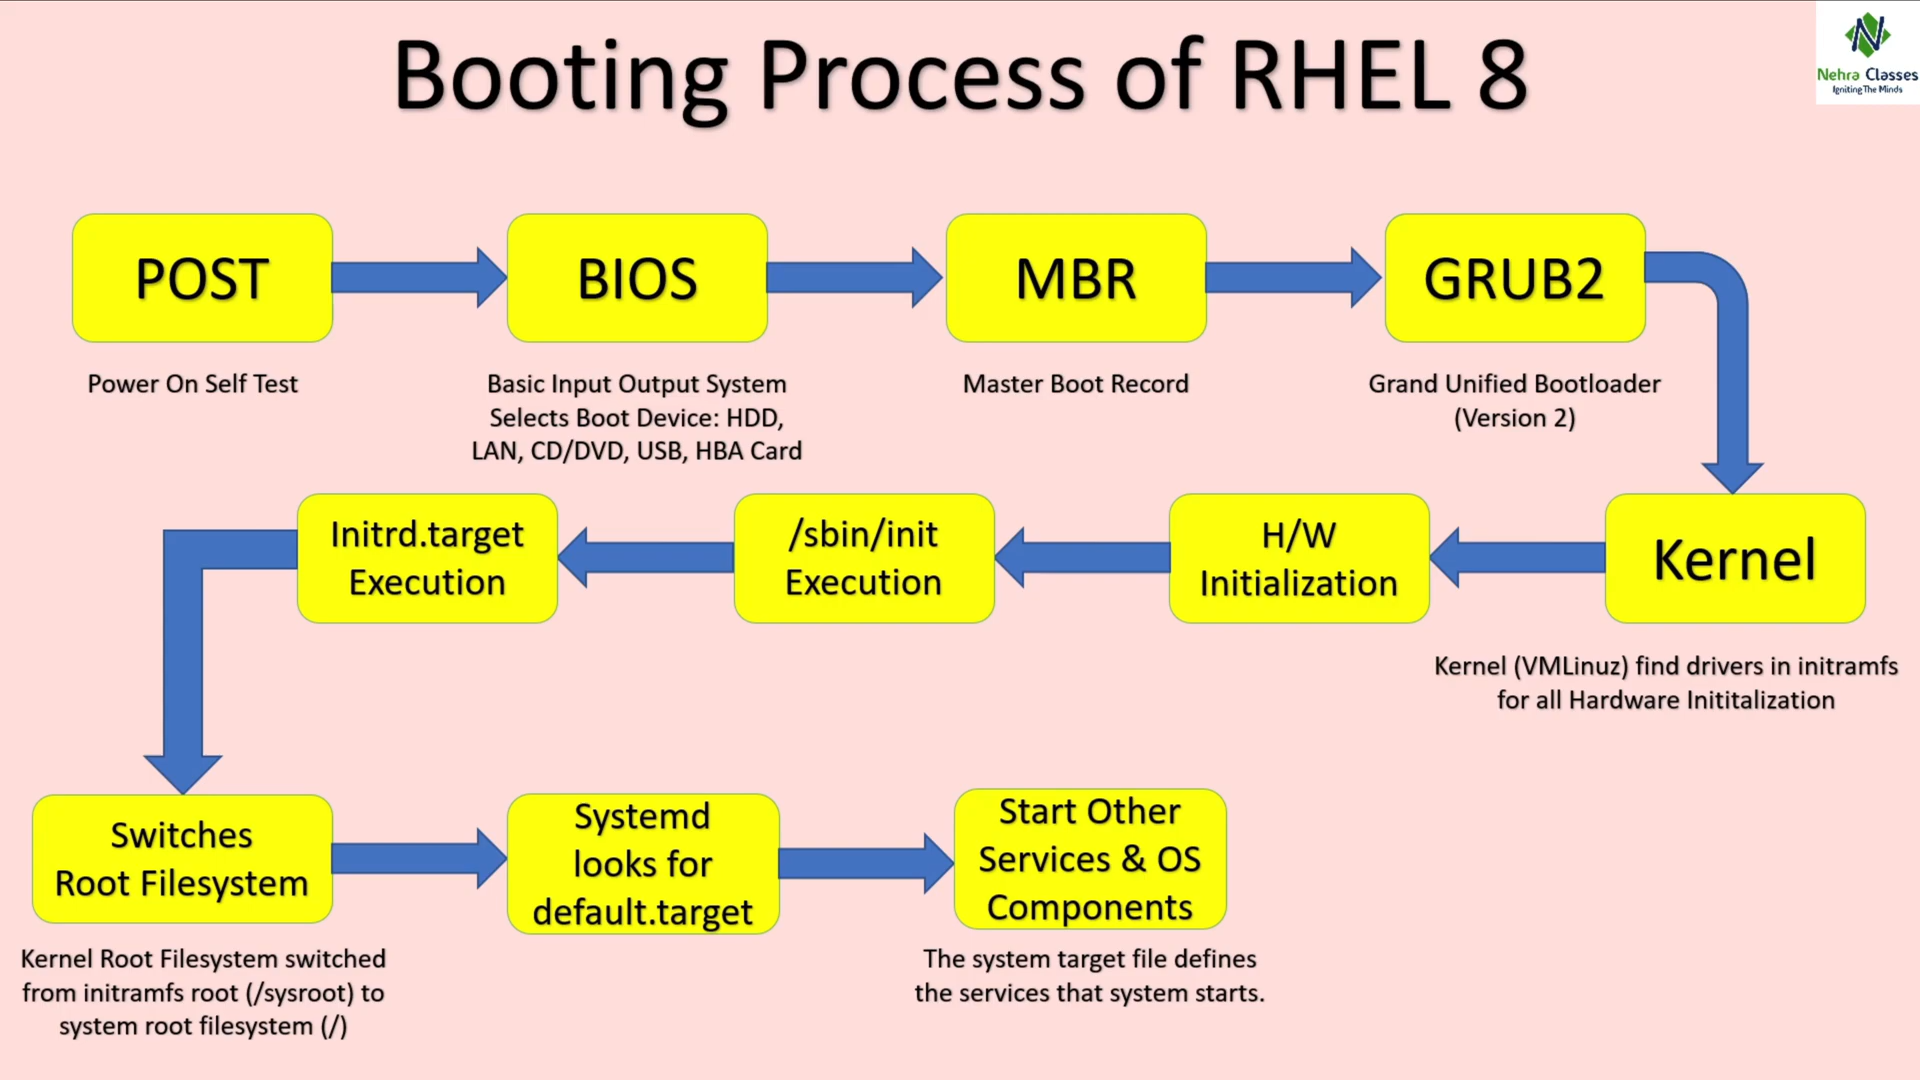 Booting Process of RHEL 8
N
Nehra Classes
Igniting The Minds
POST
BIOS
MBR
GRUB2
Power On Self Test
Basic Input Output System
Selects Boot Device: HDD,
LAN, CD/DVD, USB, HBA Card
Master Boot Record
Grand Unified Bootloader
(Version 2)
Initrd.target
Execution
/sbin/init
Execution
H/W
Initialization
Kernel
Kernel (VMLinuz) find drivers in initramfs
for all Hardware Inititalization
Switches
Root Filesystem
Systemd
looks for
default.target
Start Other
Services & OS
Components
Kernel Root Filesystem switched
from initramfs root (/sysroot) to
system root filesystem (/)
The system target file defines
the services that system starts.